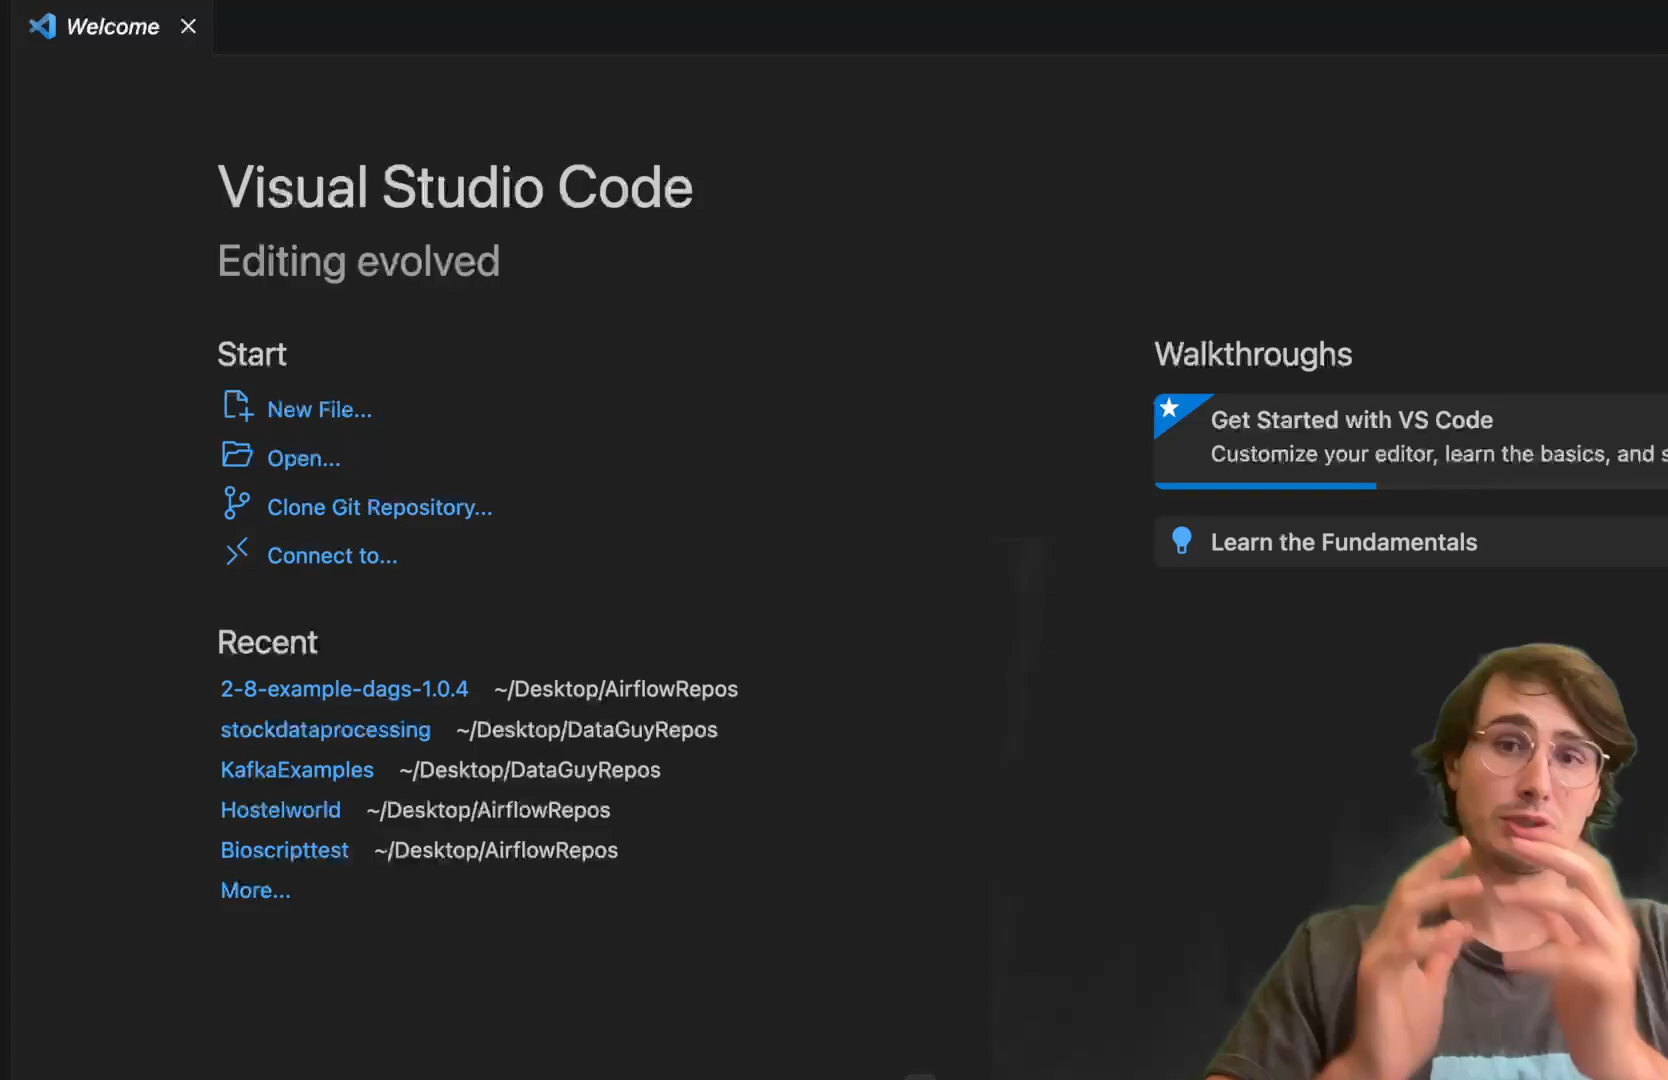 Welcome
Visual Studio Code
Editing evolved
Start
New File...
Open...
Clone Git Repository...
Connect to...
Recent
2-8-example-dags-1.0.4 ~/Desktop/AirflowRepos
stockdataprocessing ~/Desktop/DataGuyRepos
KafkaExamples ~/Desktop/DataGuyRepos
Hostelworld ~/Desktop/AirflowRepos
Bioscripttest ~/Desktop/AirflowRepos
More...
Walkthroughs
Get Started with VS Code
Customize your editor, learn the basics, and s
Learn the Fundamentals